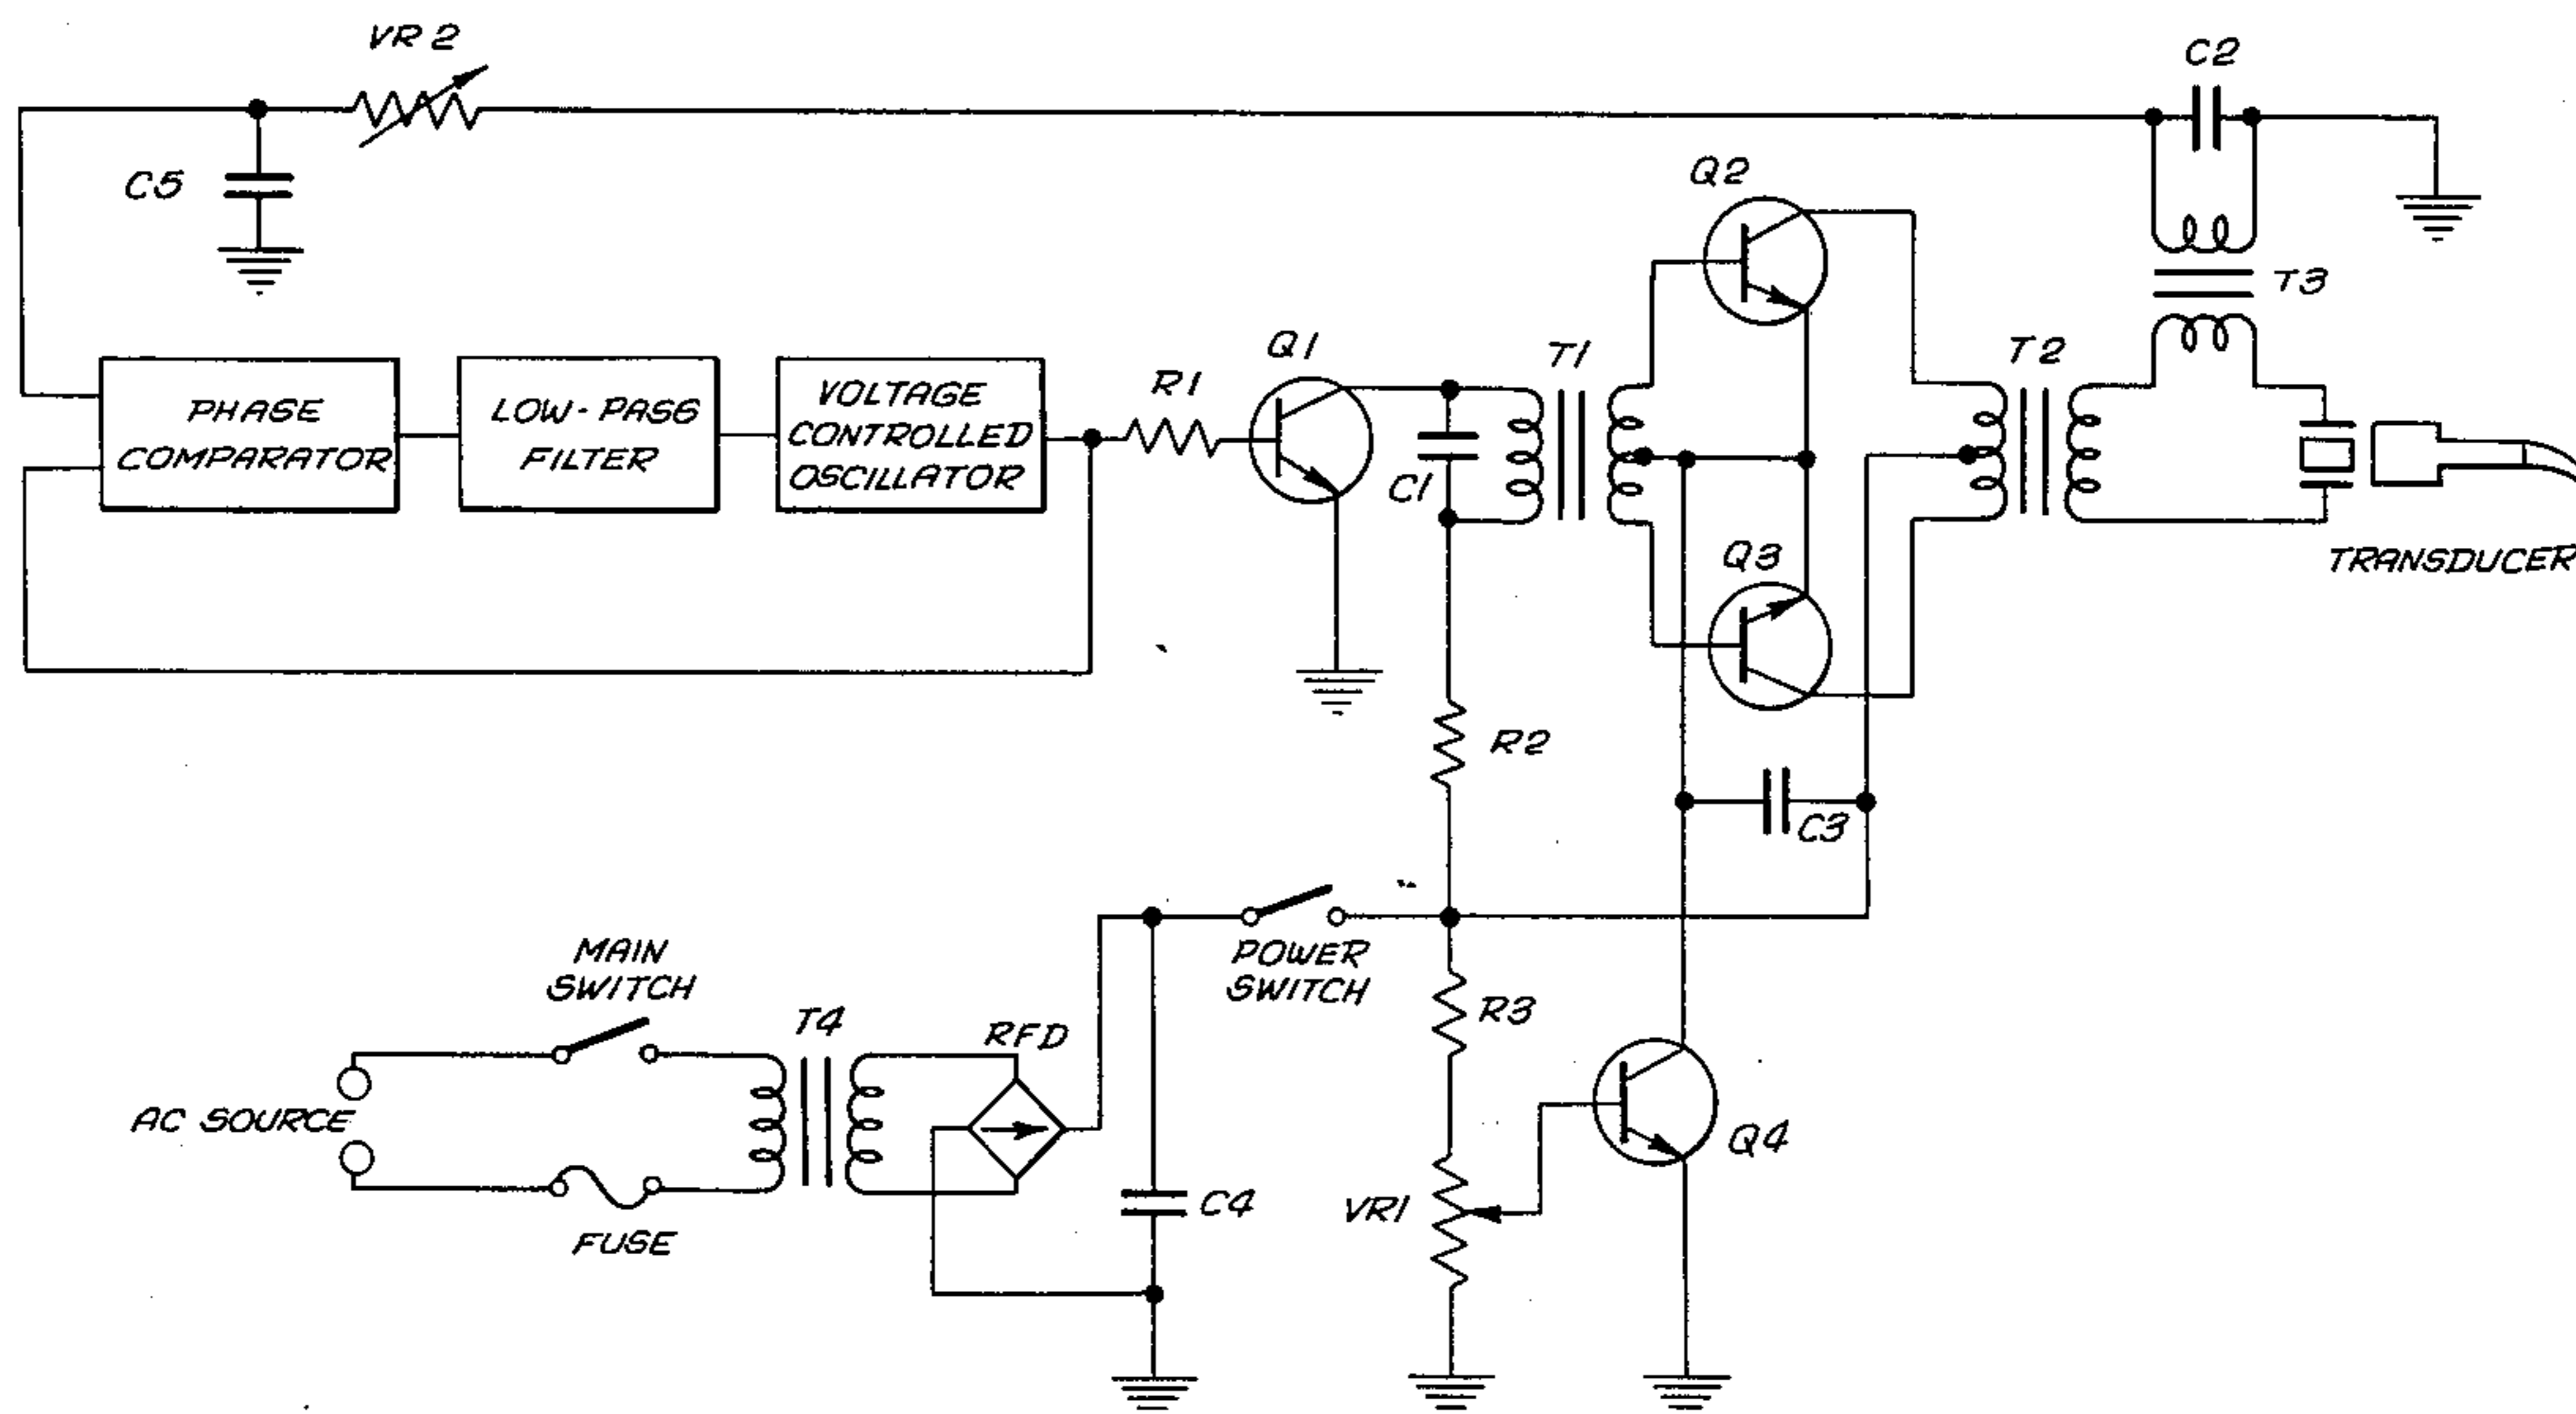 VR2
C2
C5
Q2
T3
Q1
T1
T2
R1
PHASE
COMPARATOR
LOW-PASS
FILTER
VOLTAGE
CONTROLLED
OSCILLATOR
C1
Q3
TRANSDUCER
R2
C3
MAIN
SWITCH
POWER
SWITCH
T4
RFD
R3
AC SOURCE
Q4
C4
VR1
FUSE